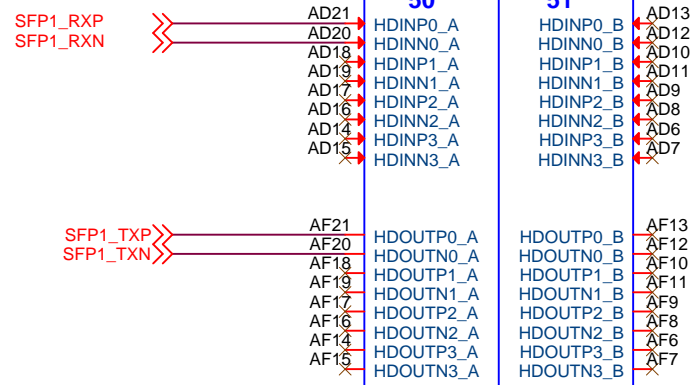 50 51
SFP1_RXP AD21 HDINP0_A HDINP0_B AD13
SFP1_RXN AD20 HDINN0_A HDINN0_B AD12
AD18 HDINP1_A HDINP1_B AD10
AD19 HDINN1_A HDINN1_B AD11
AD17 HDINP2_A HDINP2_B AD9
AD16 HDINN2_A HDINN2_B AD8
AD14 HDINP3_A HDINP3_B AD6
AD15 HDINN3_A HDINN3_B AD7
SFP1_TXP AF21 HDOUTP0_A HDOUTP0_B AF13
SFP1_TXN AF20 HDOUTN0_A HDOUTN0_B AF12
AF18 HDOUTP1_A HDOUTP1_B AF10
AF19 HDOUTN1_A HDOUTN1_B AF11
AF17 HDOUTP2_A HDOUTP2_B AF9
AF16 HDOUTN2_A HDOUTN2_B AF8
AF14 HDOUTP3_A HDOUTP3_B AF6
AF15 HDOUTN3_A HDOUTN3_B AF7